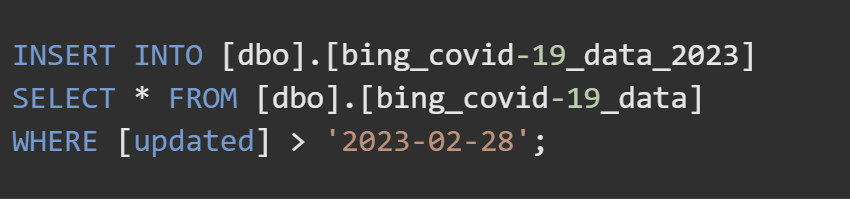 INSERT INTO [dbo].[bing_covid-19_data_2023]
SELECT * FROM [dbo].[bing_covid-19_data]
WHERE [updated] > '2023-02-28';